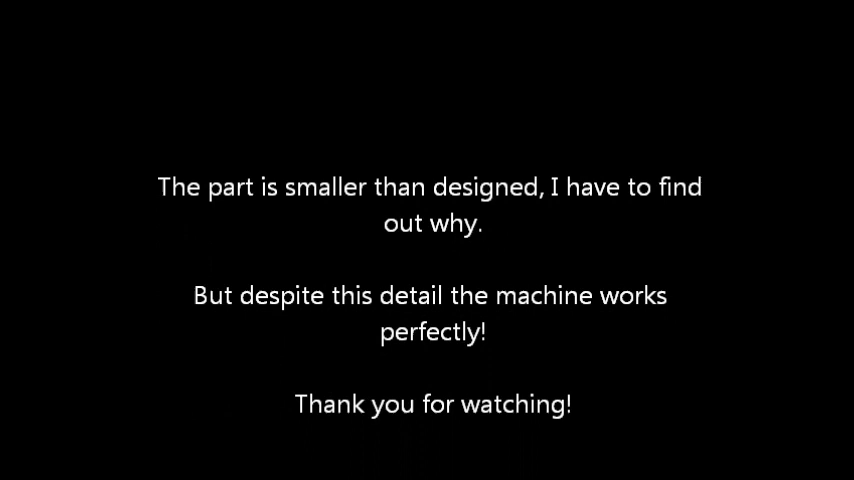 The part is smaller than designed, I have to find
out why.
But despite this detail the machine works
perfectly!
Thank you for watching!